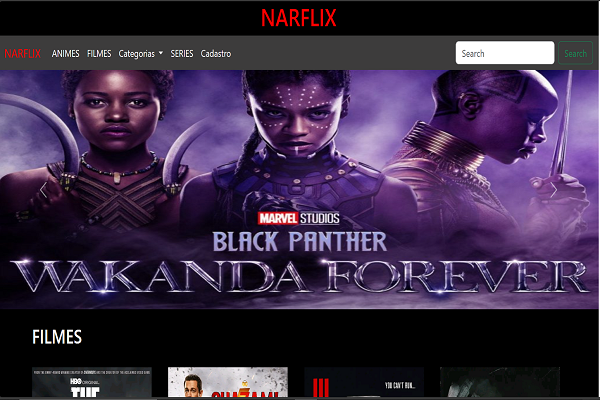 NARFLIX
NARFLIX ANIMES FILMES Categorias SERIES Cadastro Search Search
MARVEL STUDIOS
BLACK PANTHER
WAKANDA FOREVER
FILMES
HBO ORIGINAL
YOU CAN'T RUN...